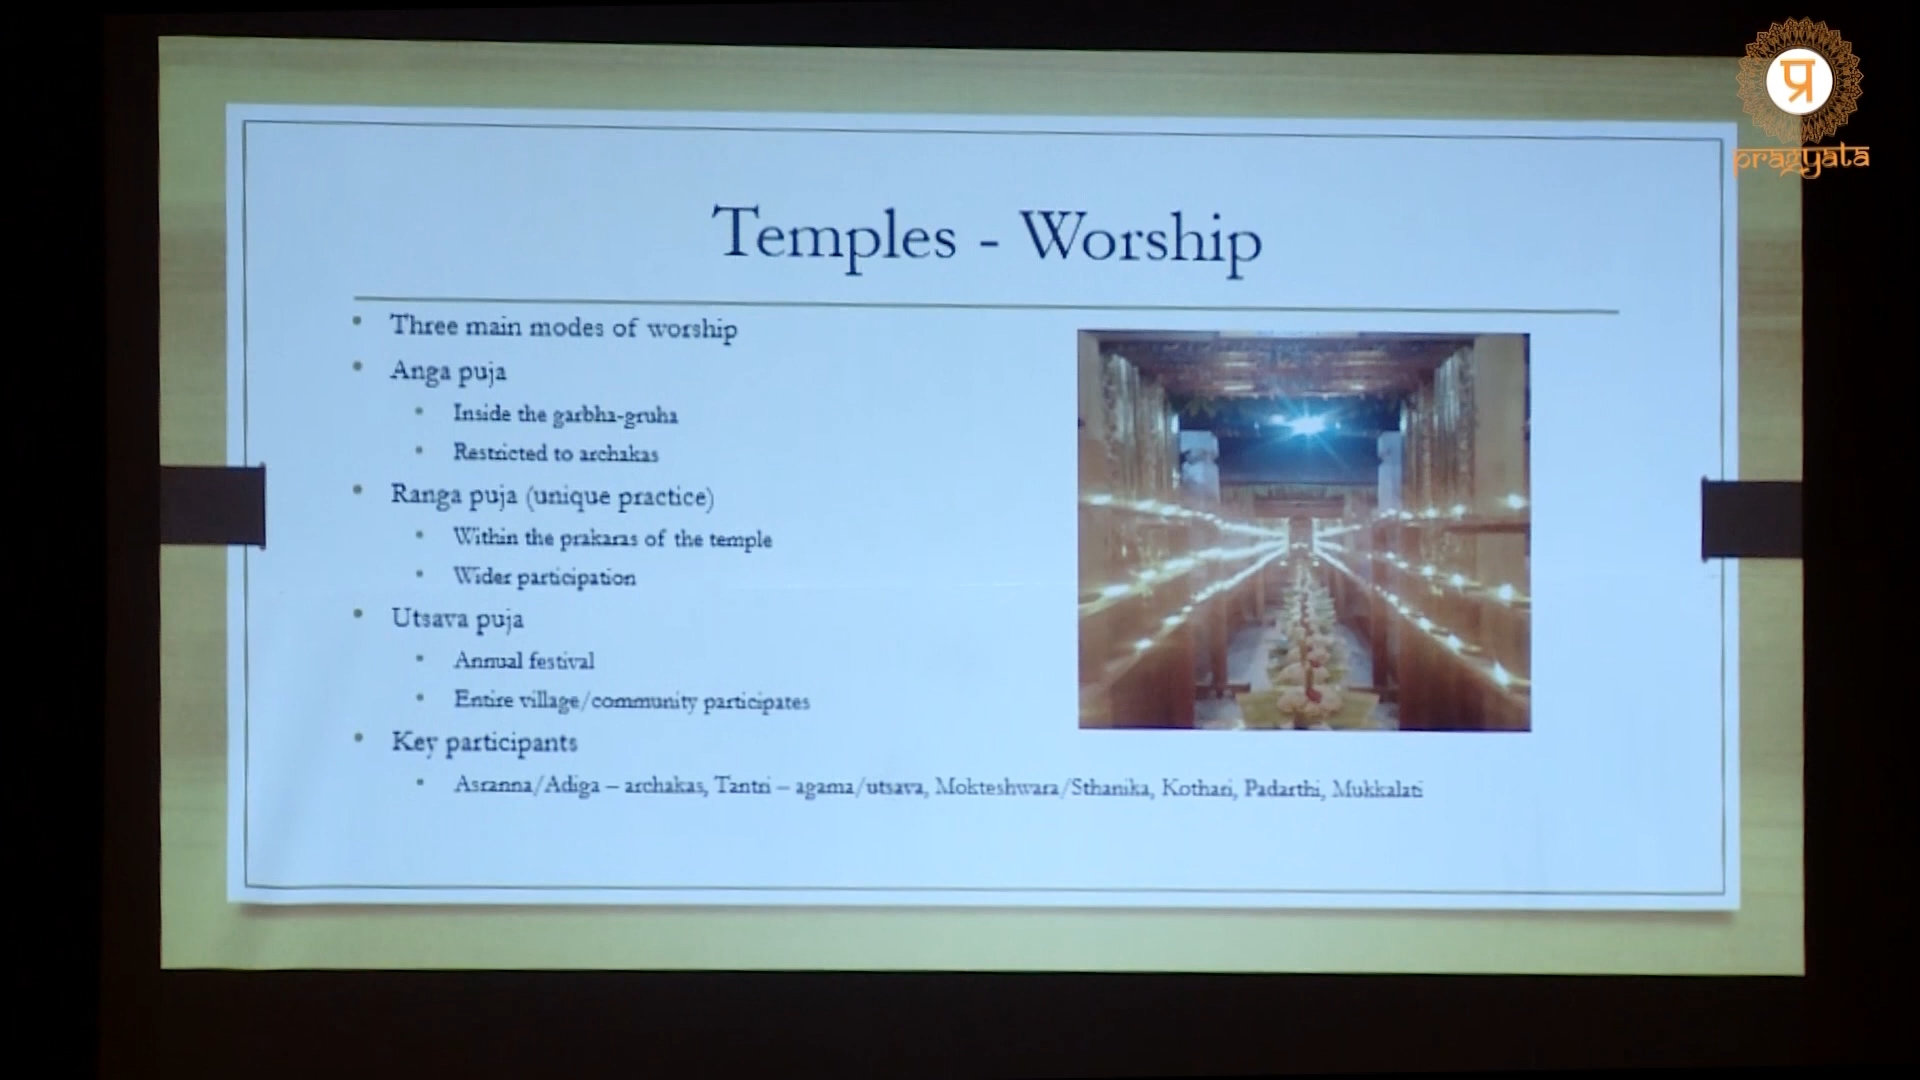 प्र
pragyata
Temples - Worship
Three main modes of worship
Anga puja
Inside the garbha-gruha
Restricted to archakas
Ranga puja (unique practice)
Within the prakaras of the temple
Wider participation
Utsava puja
Annual festival
Entire village/community participates
Key participants
Asranna/Adiga – archakas, Tantri – agama/utsava, Mokteshwara/Sthanika, Kothari, Padarthi, Mukkalati